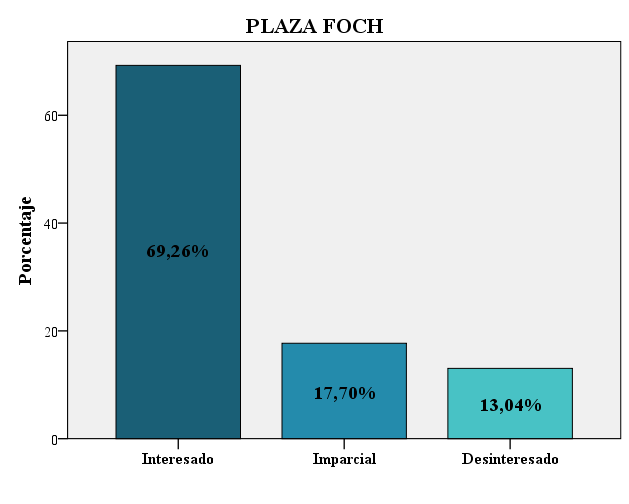 PLAZA FOCH
Porcentaje
60
40
20
0
69,26%
17,70%
13,04%
Interesado
Imparcial
Desinteresado